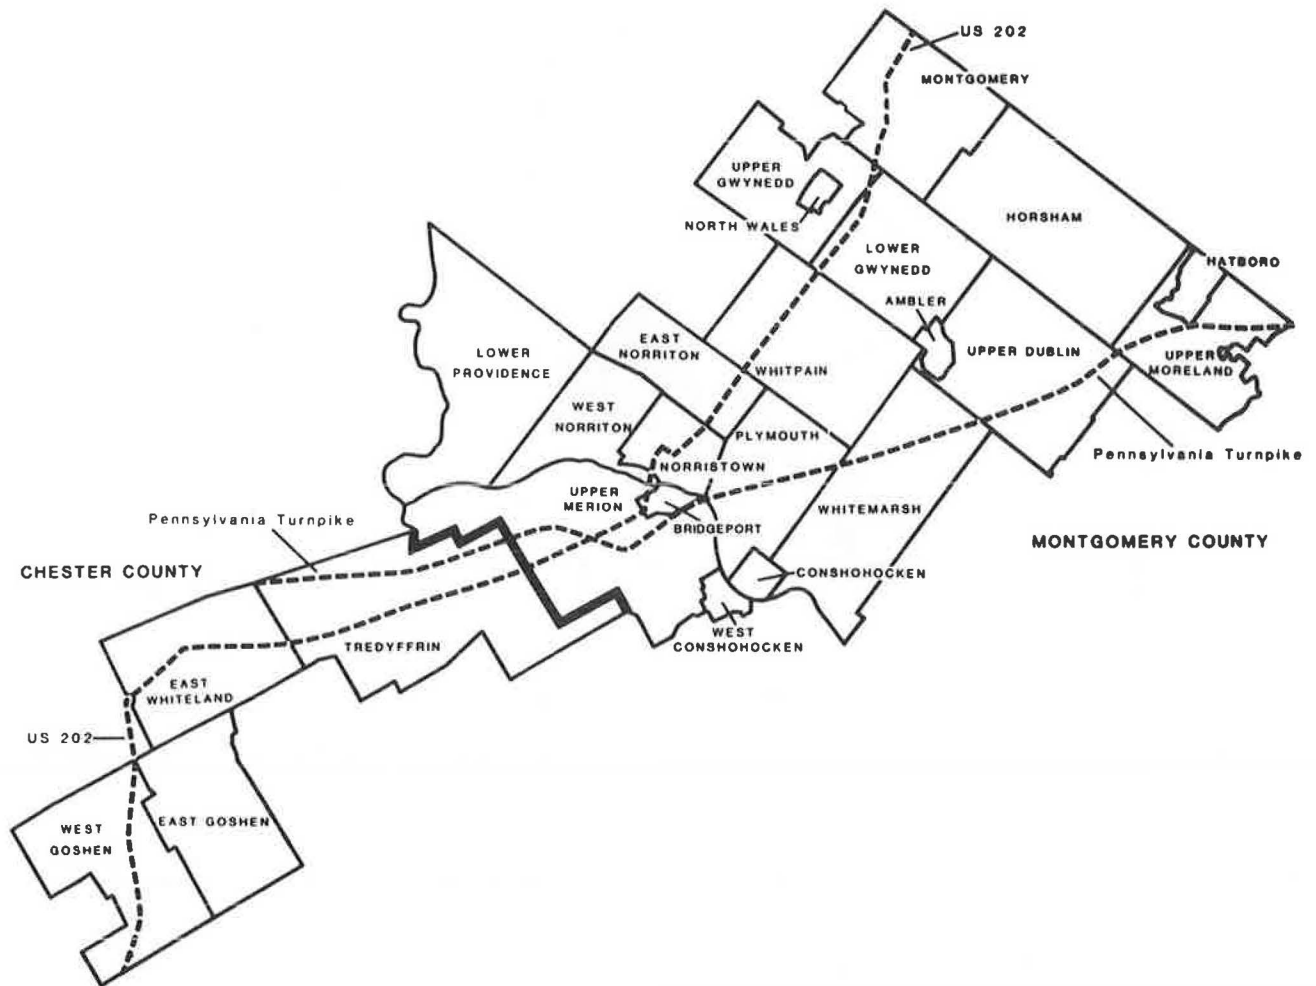 US 202
MONTGOMERY
UPPER
GWYNEDD
NORTH WALES
HORSHAM
LOWER
GWYNEDD
HATBORO
AMBLER
EAST
NORRITON
LOWER
PROVIDENCE
UPPER DUBLIN
UPPER
MORELAND
WHITPAIN
WEST
NORRITON
PLYMOUTH
Pennsylvania Turnpike
NORRISTOWN
UPPER
MERION
BRIDGEPORT
WHITEMARSH
Pennsylvania Turnpike
MONTGOMERY COUNTY
CHESTER COUNTY
CONSHOHOCKEN
WEST
CONSHOHOCKEN
TREDYFFRIN
EAST
WHITELAND
US 202
WEST
GOSHEN
EAST GOSHEN